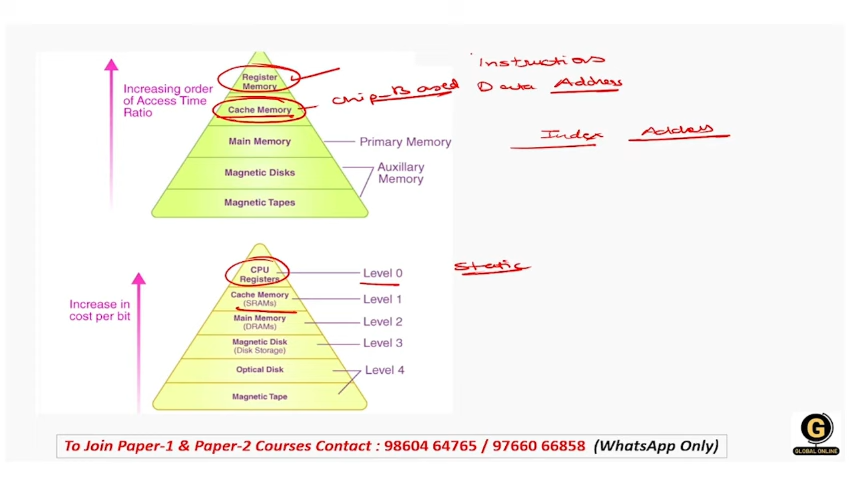 Instructions
Data Address
Chip-Based
Index Address
Increasing order
of Access Time
Ratio
Register
Memory
Cache Memory
Main Memory
Magnetic Disks
Magnetic Tapes
Primary Memory
Auxillary
Memory
Static
Increase in
cost per bit
CPU
Registers
Cache Memory
(SRAMs)
Main Memory
(DRAMs)
Magnetic Disk
(Disk Storage)
Optical Disk
Magnetic Tape
Level 0
Level 1
Level 2
Level 3
Level 4
To Join Paper-1 & Paper-2 Courses Contact : 98604 64765 / 97660 66858 (WhatsApp Only)
G
GLOBAL ONLINE